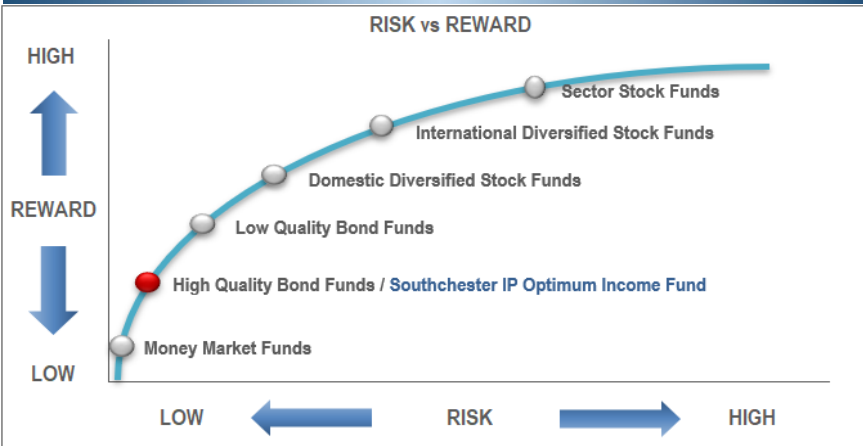 RISK vs REWARD
HIGH
Sector Stock Funds
International Diversified Stock Funds
Domestic Diversified Stock Funds
REWARD
Low Quality Bond Funds
High Quality Bond Funds / Southchester IP Optimum Income Fund
Money Market Funds
LOW
LOW RISK HIGH